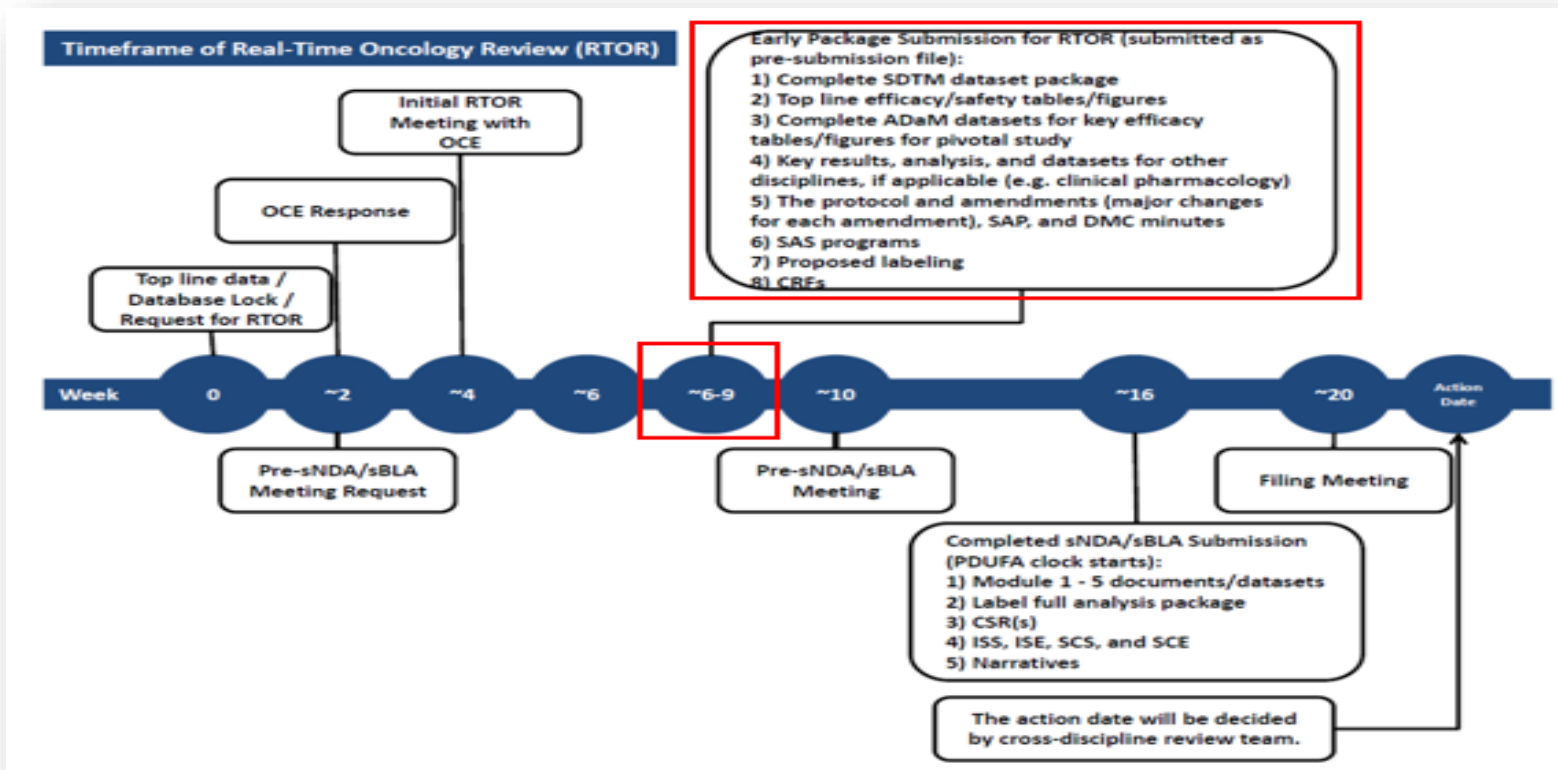 Timeframe of Real-Time Oncology Review (RTOR)
Early Package Submission for RTOR (submitted as
pre-submission file):
1) Complete SDTM dataset package
2) Top line efficacy/safety tables/figures
3) Complete ADaM datasets for key efficacy
tables/figures for pivotal study
4) Key results, analysis, and datasets for other
disciplines, if applicable (e.g. clinical pharmacology)
5) The protocol and amendments (major changes
for each amendment), SAP, and DMC minutes
6) SAS programs
7) Proposed labeling
8) CRFs
Initial RTOR
Meeting with
OCE
OCE Response
Top line data /
Database Lock /
Request for RTOR
Week 0 ~2 ~4 ~6 ~6-9 ~10 ~16 ~20 Action
Date
Pre-sNDA/sBLA
Meeting Request
Pre-sNDA/sBLA
Meeting
Filing Meeting
Completed sNDA/sBLA Submission
(PDUFA clock starts):
1) Module 1 - 5 documents/datasets
2) Label full analysis package
3) CSR(s)
4) ISS, ISE, SCS, and SCE
5) Narratives
The action date will be decided
by cross-discipline review team.